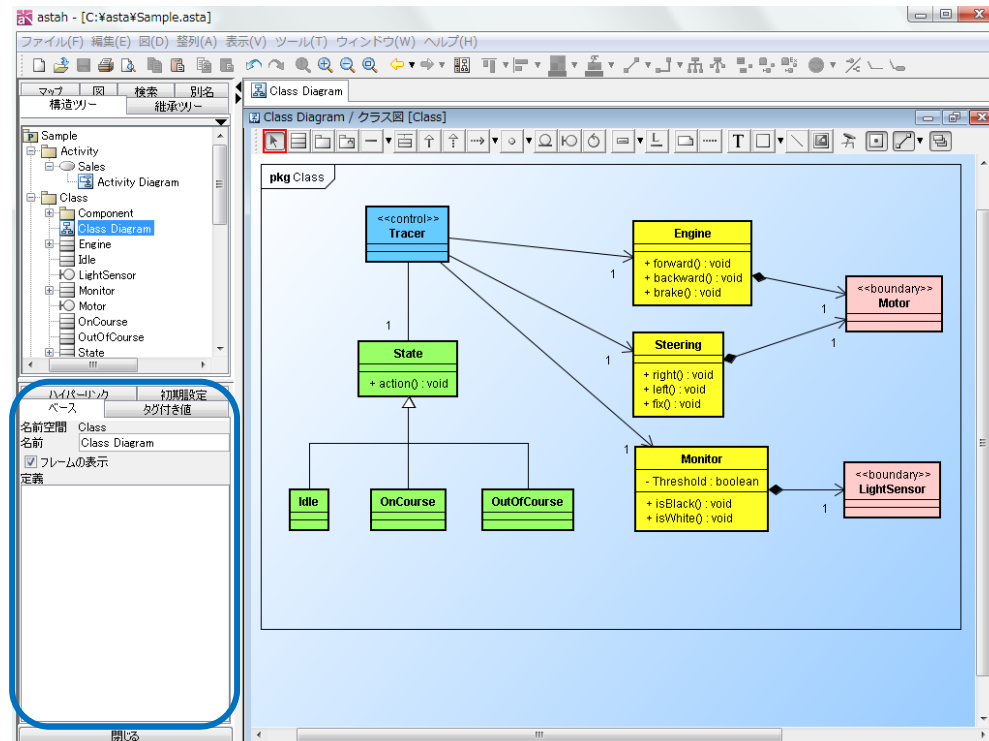 astah - [C:¥asta¥Sample.asta]
ファイル(F) 編集(E) 図(D) 整列(A) 表示(V) ツール(T) ウィンドウ(W) ヘルプ(H)
マップ 図 検索 別名
構造ツリー 継承ツリー
Sample
Activity
Sales
Activity Diagram
Class
Component
Class Diagram
Engine
Idle
LightSensor
Monitor
Motor
OnCourse
OutOfCourse
State
ハイパーリンク 初期設定
ベース タグ付き値
名前空間 Class
名前 Class Diagram
フレームの表示
定義
閉じる
Class Diagram
Class Diagram / クラス図 [Class]
T
pkg Class
<<control>>
Tracer
1
State
+ action() : void
Idle
OnCourse
OutOfCourse
1
Engine
+ forward() : void
+ backward() : void
+ brake() : void
1
<<boundary>>
Motor
1
1
Steering
+ right() : void
+ left() : void
+ fix() : void
1
Monitor
- Threshold : boolean
+ isBlack() : void
+ isWhite() : void
1
<<boundary>>
LightSensor